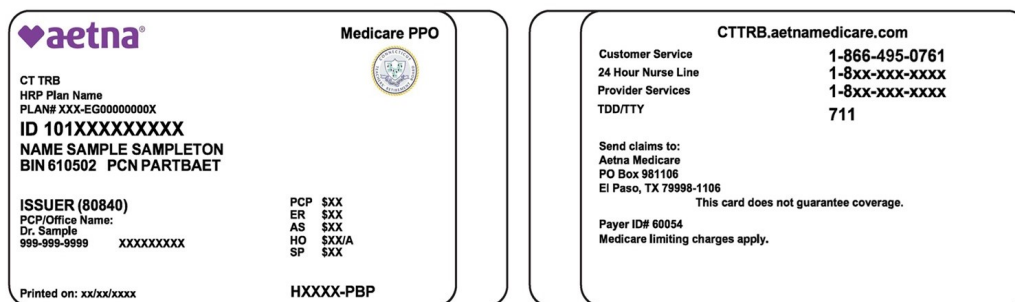 aetna®
Medicare PPO
CT TRB
HRP Plan Name
PLAN# XXX-EG00000000X
ID 101XXXXXXXXX
NAME SAMPLE SAMPLETON
BIN 610502 PCN PARTBAET
ISSUER (80840)
PCP/Office Name:
Dr. Sample
999-999-9999 XXXXXXXXX
PCP $XX
ER $XX
AS $XX
HO $XX/A
SP $XX
Printed on: xx/xx/xxxx
HXXXX-PBP
CTTRB.aetnamedicare.com
Customer Service 1-866-495-0761
24 Hour Nurse Line 1-8xx-xxx-xxxx
Provider Services 1-8xx-xxx-xxxx
TDD/TTY 711
Send claims to:
Aetna Medicare
PO Box 981106
El Paso, TX 79998-1106
This card does not guarantee coverage.
Payer ID# 60054
Medicare limiting charges apply.